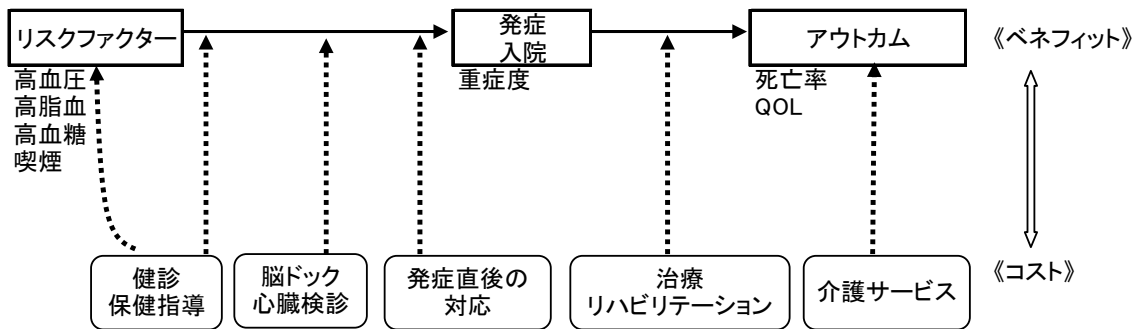 リスクファクター
高血圧
高脂血
高血糖
喫煙
発症
入院
重症度
アウトカム
死亡率
QOL
《ベネフィット》
健診
保健指導
脳ドック
心臓検診
発症直後の
対応
治療
リハビリテーション
介護サービス
《コスト》